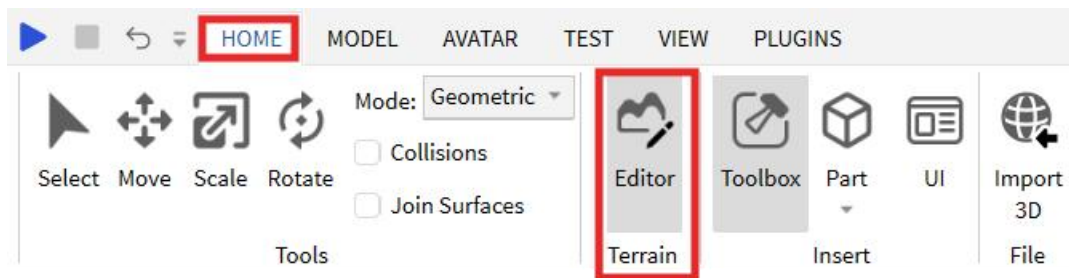 HOME MODEL AVATAR TEST VIEW PLUGINS
Mode: Geometric
Collisions
Join Surfaces
Select Move Scale Rotate
Tools
Editor
Terrain
Toolbox Part UI
Insert
Import
3D
File